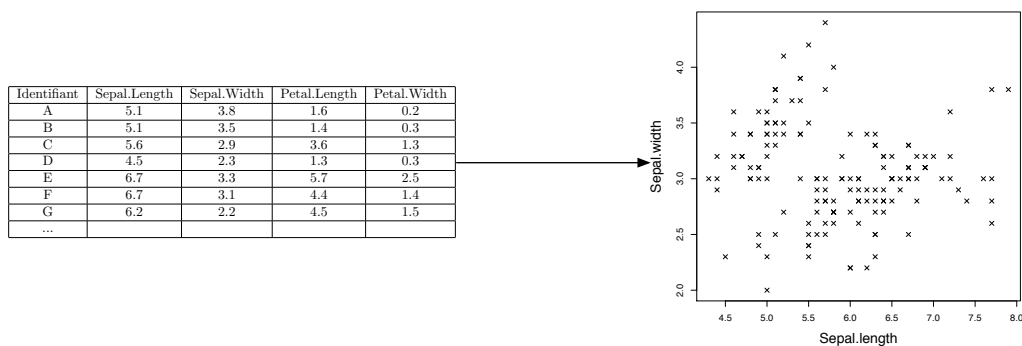 Identifiant Sepal.Length Sepal.Width Petal.Length Petal.Width
A 5.1 3.8 1.6 0.2
B 5.1 3.5 1.4 0.3
C 5.6 2.9 3.6 1.3
D 4.5 2.3 1.3 0.3
E 6.7 3.3 5.7 2.5
F 6.7 3.1 4.4 1.4
G 6.2 2.2 4.5 1.5
...
Sepal.width
4.0
3.5
3.0
2.5
2.0
4.5 5.0 5.5 6.0 6.5 7.0 7.5 8.0
Sepal.length